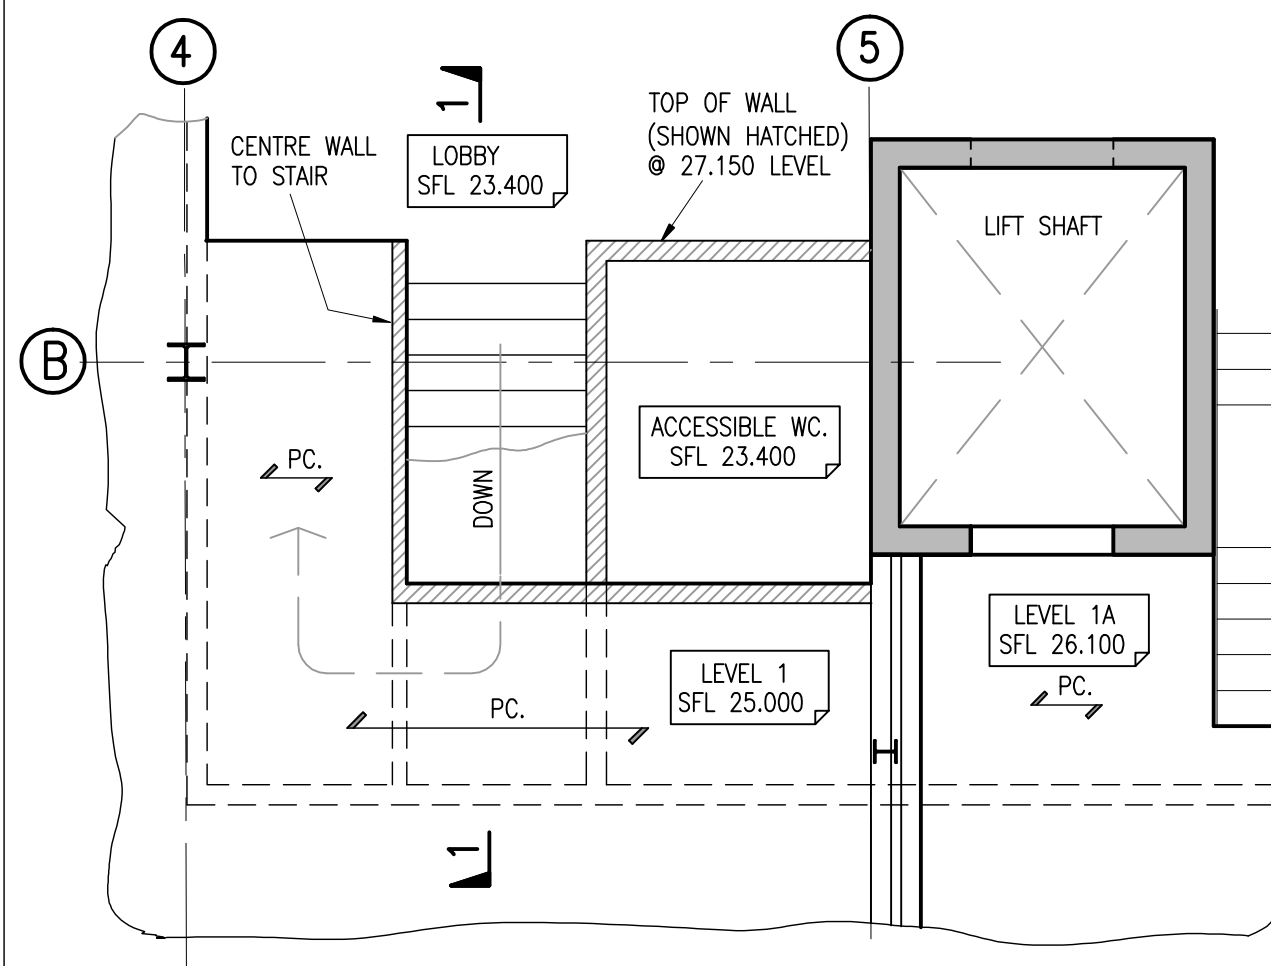 4
5
1
TOP OF WALL
(SHOWN HATCHED)
@ 27.150 LEVEL
CENTRE WALL
TO STAIR
LOBBY
SFL 23.400
LIFT SHAFT
B
ACCESSIBLE WC.
SFL 23.400
PC.
DOWN
LEVEL 1A
SFL 26.100
LEVEL 1
SFL 25.000
PC.
PC.
1